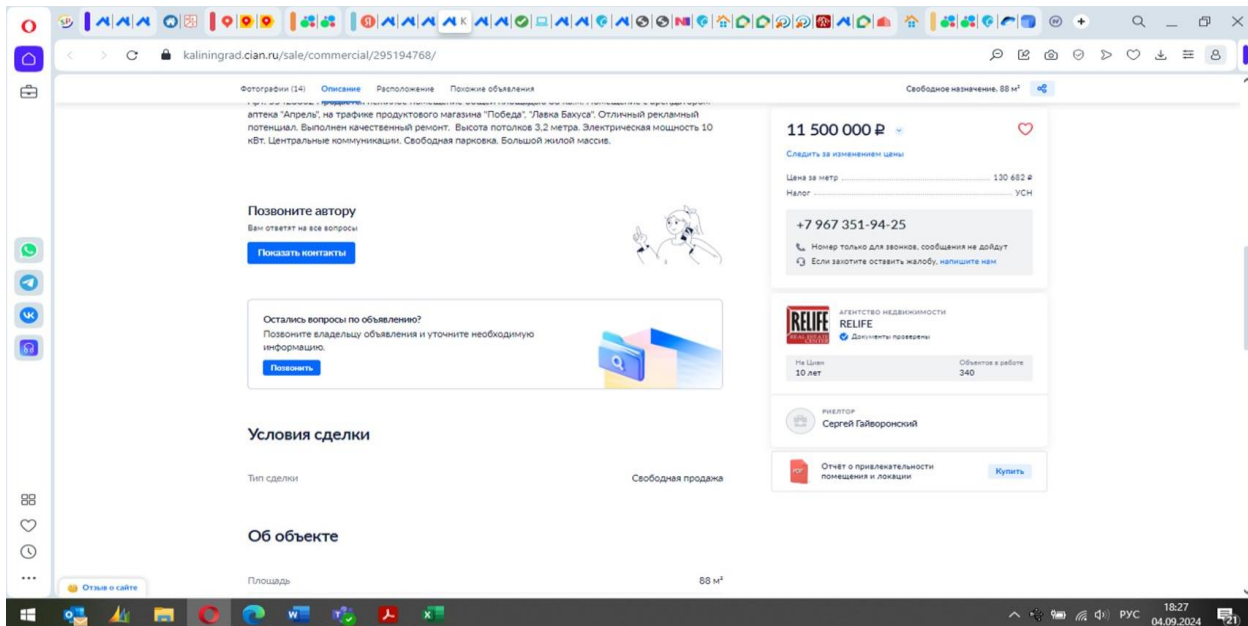 kaliningrad.cian.ru/sale/commercial/295194768/
Фотографии (14) Описание Расположение Похожие объявления
Свободное назначение, 88 м²
аптека "Апрель", на трафике продуктового магазина "Победа", "Лавка Бахуса". Отличный рекламный
потенциал. Выполнен качественный ремонт. Высота потолков 3,2 метра. Электрическая мощность 10
кВт. Центральные коммуникации. Свободная парковка. Большой жилой массив.
Позвоните автору
Вам ответят на все вопросы
Показать контакты
Остались вопросы по объявлению?
Позвоните владельцу объявления и уточните необходимую
информацию.
Позвонить
Условия сделки
Тип сделки Свободная продажа
Об объекте
Площадь 88 м²
11 500 000 ₽
Следить за изменением цены
Цена за метр 130 682 ₽
Налог УСН
+7 967 351-94-25
Номер только для звонков, сообщения не дойдут
Если захотите оставить жалобу, напишите нам
RELIFE
REAL ESTATE
CENTER
АГЕНТСТВО НЕДВИЖИМОСТИ
RELIFE
Документы проверены
На Циан Объектов в работе
10 лет 340
РИЕЛТОР
Сергей Гайворонский
PDF
Отчёт о привлекательности
помещения и локации
Купить
Отзыв о сайте
РУС
18:27
04.09.2024
21